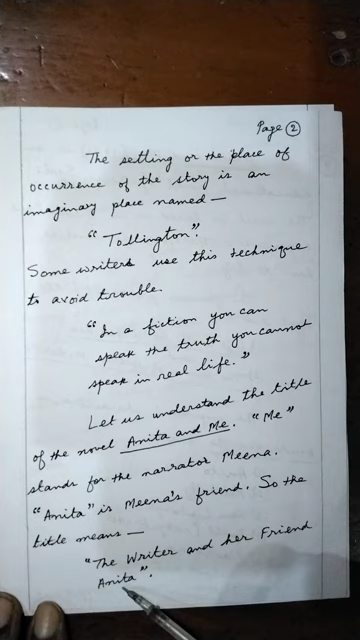 Page 2
The setting or the place of
occurrence of the story is an
imaginary place named —
"Tollington".
Some writers use this technique
to avoid trouble.
"In a fiction you can
speak the truth you cannot
speak in real life."
Let us understand the title
of the novel Anita and Me. "Me"
stands for the narrator Meena.
"Anita" is Meena's friend. So the
title means —
"The Writer and her Friend
Anita".